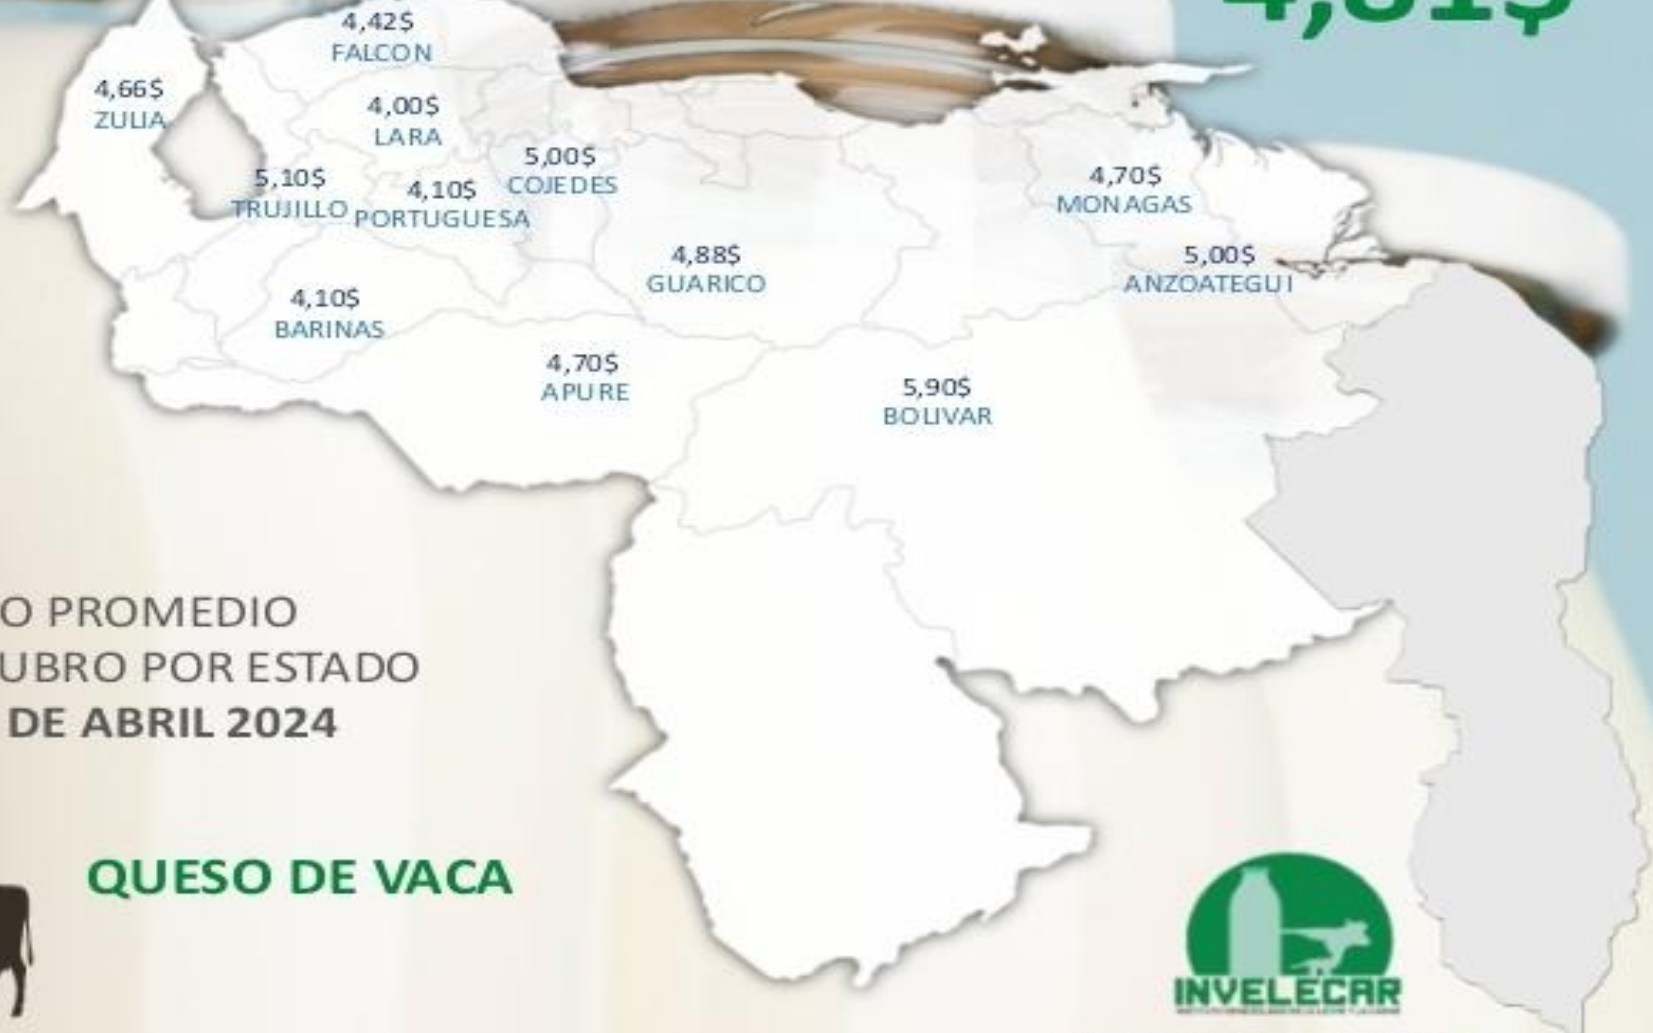 4,81$
4,42$
FALCON
4,66$
ZULIA
4,00$
LARA
5,00$
COJEDES
5,10$
TRUJILLO
4,10$
PORTUGUESA
4,70$
MONAGAS
4,88$
GUARICO
5,00$
ANZOATEGUI
4,10$
BARINAS
4,70$
APURE
5,90$
BOLIVAR
O PROMEDIO
UBRO POR ESTADO
DE ABRIL 2024
QUESO DE VACA
INVELECAR